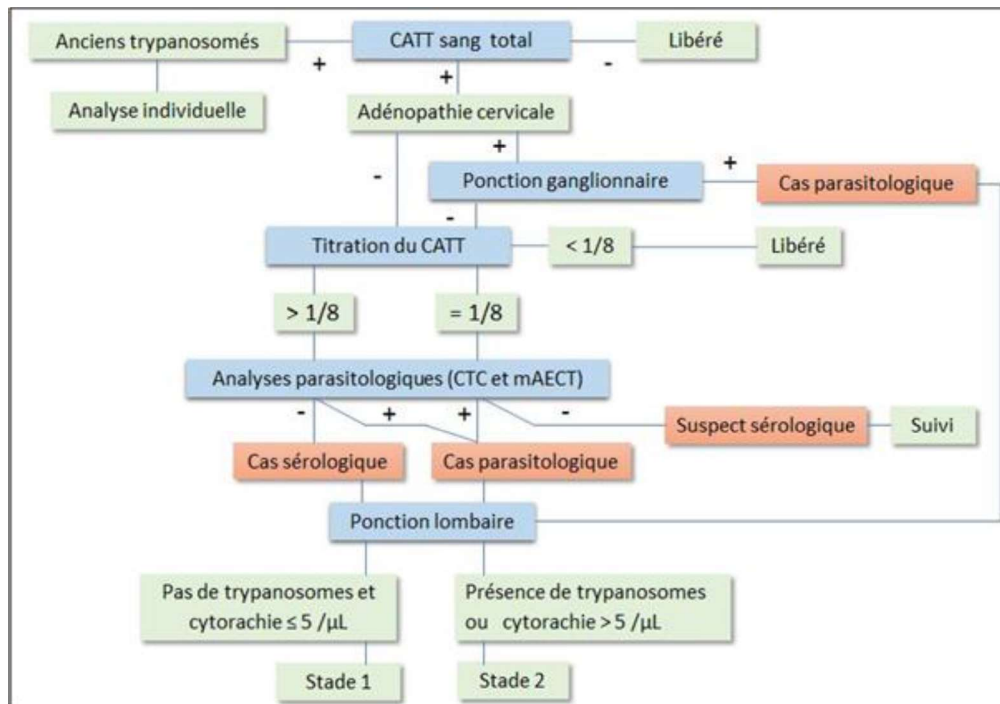 Anciens trypanosomés
+
CATT sang total
-
Libéré
Analyse individuelle
+
Adénopathie cervicale
-
+
Ponction ganglionnaire
+
Cas parasitologique
-
Titration du CATT
< 1/8
Libéré
> 1/8
= 1/8
Analyses parasitologiques (CTC et mAECT)
-
+
+
-
Suspect sérologique
Suivi
Cas sérologique
Cas parasitologique
Ponction lombaire
Pas de trypanosomes et
cytorachie ≤ 5 /µL
Présence de trypanosomes
ou cytorachie > 5 /µL
Stade 1
Stade 2